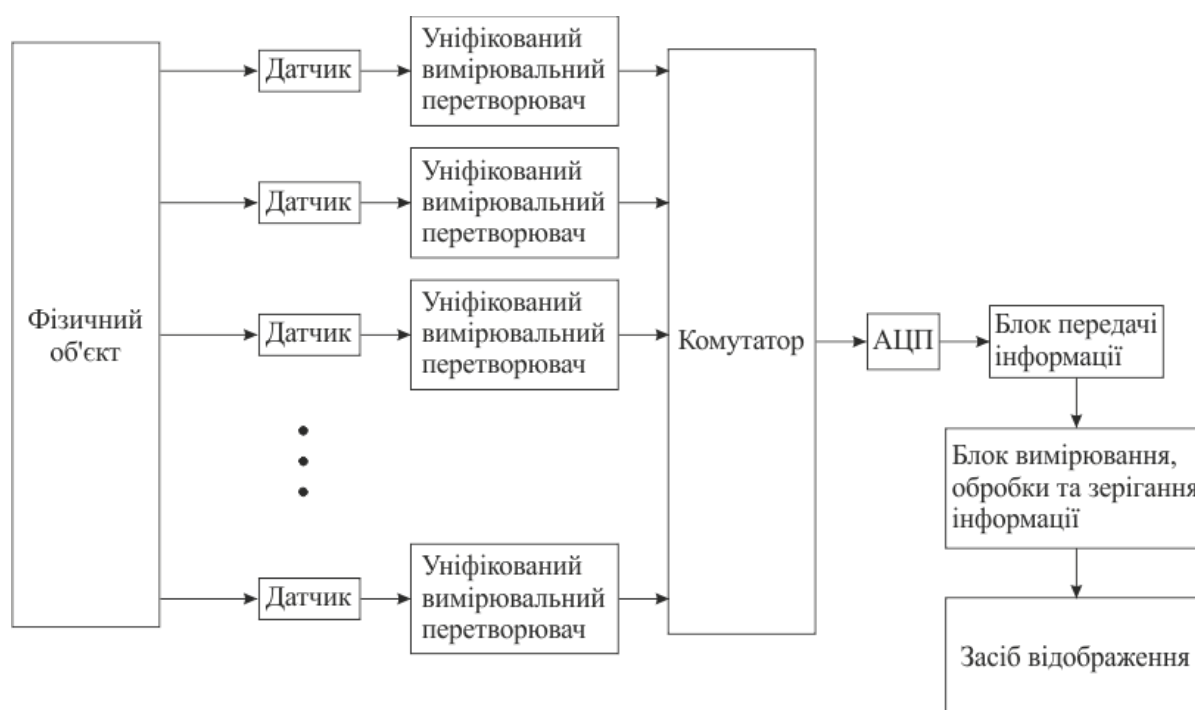 Фізичний
об'єкт
Датчик
Уніфікований
вимірювальний
перетворювач
Датчик
Уніфікований
вимірювальний
перетворювач
Датчик
Уніфікований
вимірювальний
перетворювач
Датчик
Уніфікований
вимірювальний
перетворювач
Комутатор
АЦП
Блок передачі
інформації
Блок вимірювання,
обробки та зерігання
інформації
Засіб відображення